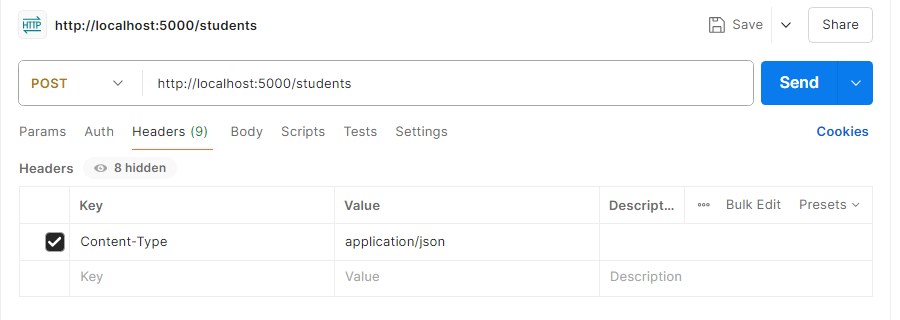 HTTP http://localhost:5000/students Save Share
POST http://localhost:5000/students Send
Params Auth Headers (9) Body Scripts Tests Settings Cookies
Headers 8 hidden
Key Value Descript... ••• Bulk Edit Presets
Content-Type application/json
Key Value Description